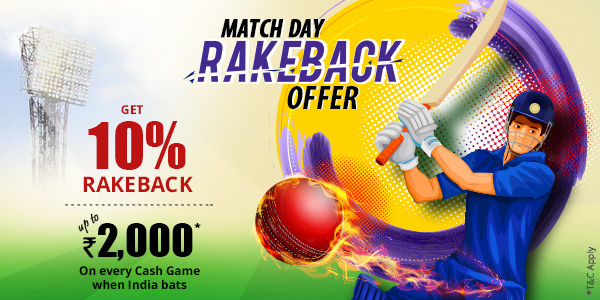 MATCH DAY
RAKEBACK
OFFER
GET
10%
RAKEBACK
up to
₹2,000*
On every Cash Game
when India bats
*T&C Apply